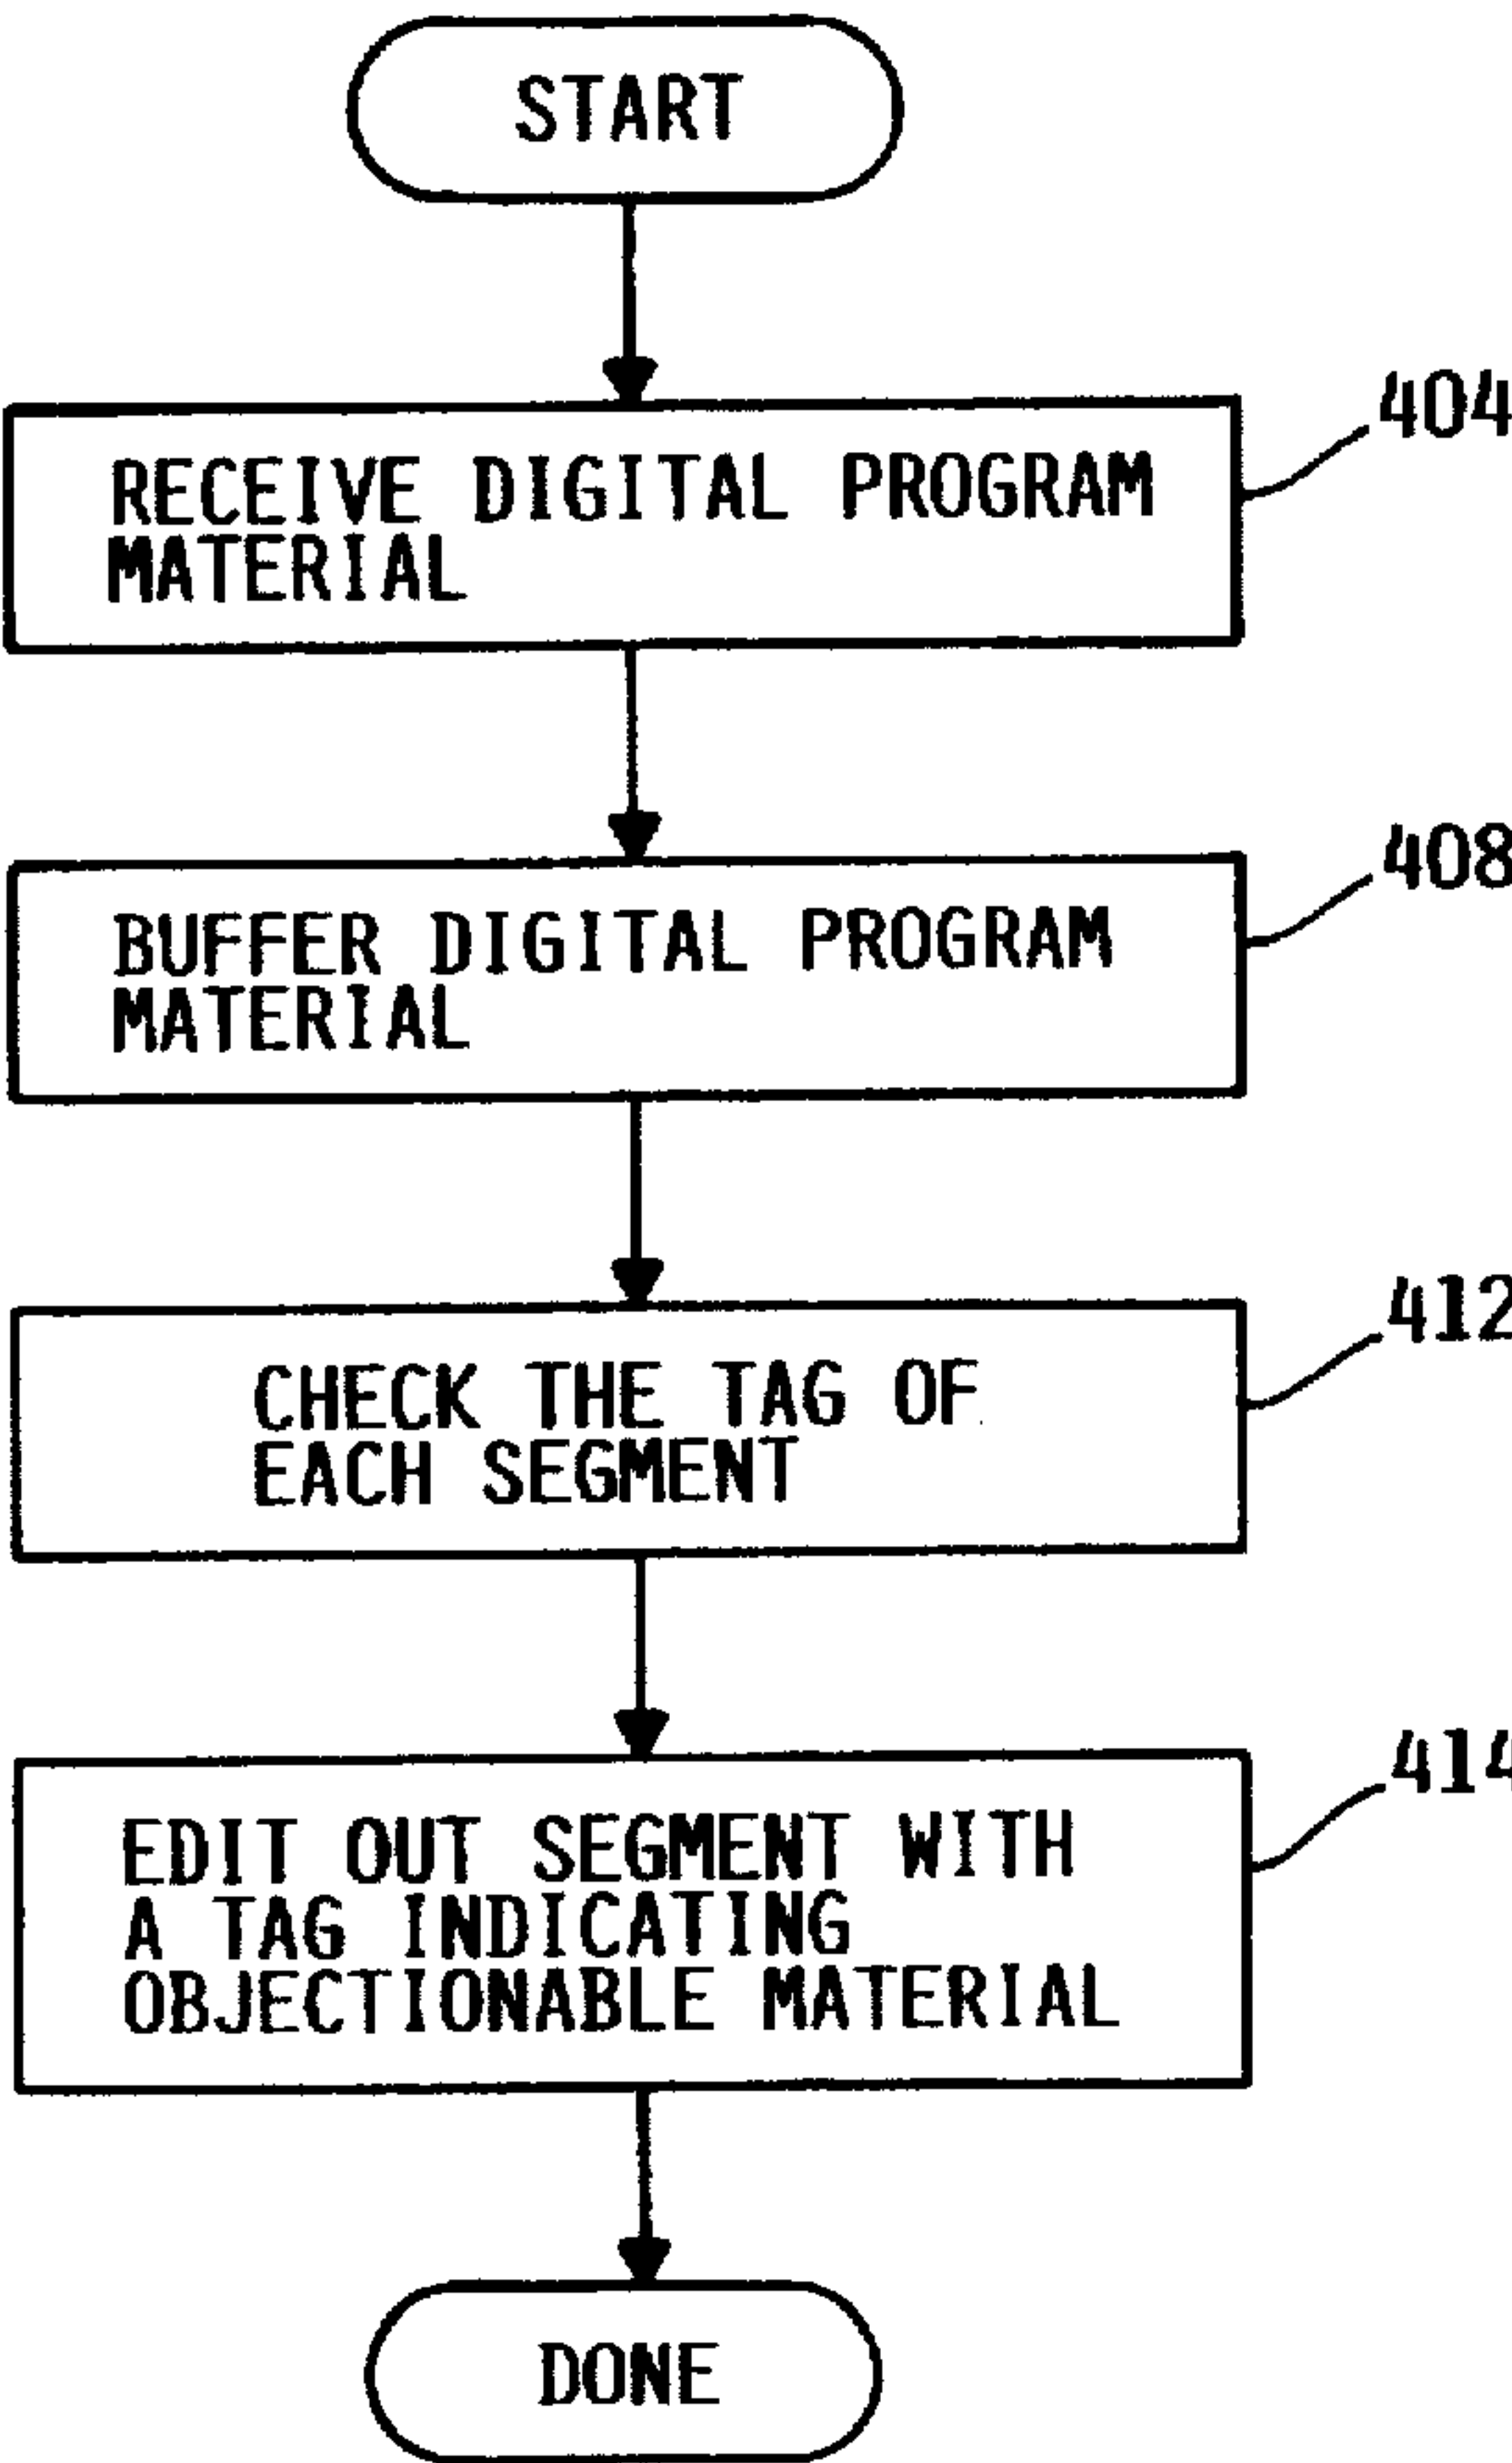 START
404
RECEIVE DIGITAL PROGRAM
MATERIAL
408
BUFFER DIGITAL PROGRAM
MATERIAL
412
CHECK THE TAG OF
EACH SEGMENT
414
EDIT OUT SEGMENT WITH
A TAG INDICATING
OBJECTIONABLE MATERIAL
DONE